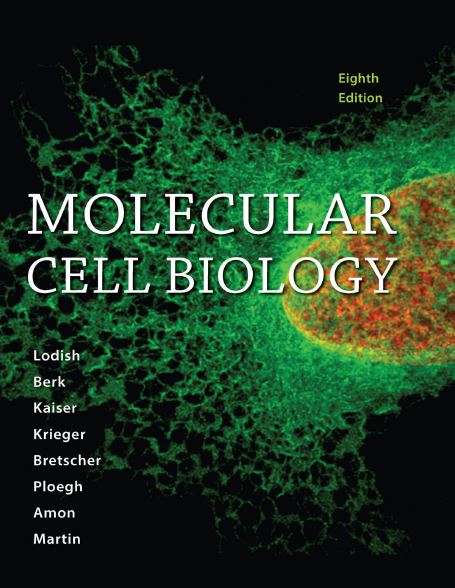 Eighth
Edition
MOLECULAR
CELL BIOLOGY
Lodish
Berk
Kaiser
Krieger
Bretscher
Ploegh
Amon
Martin